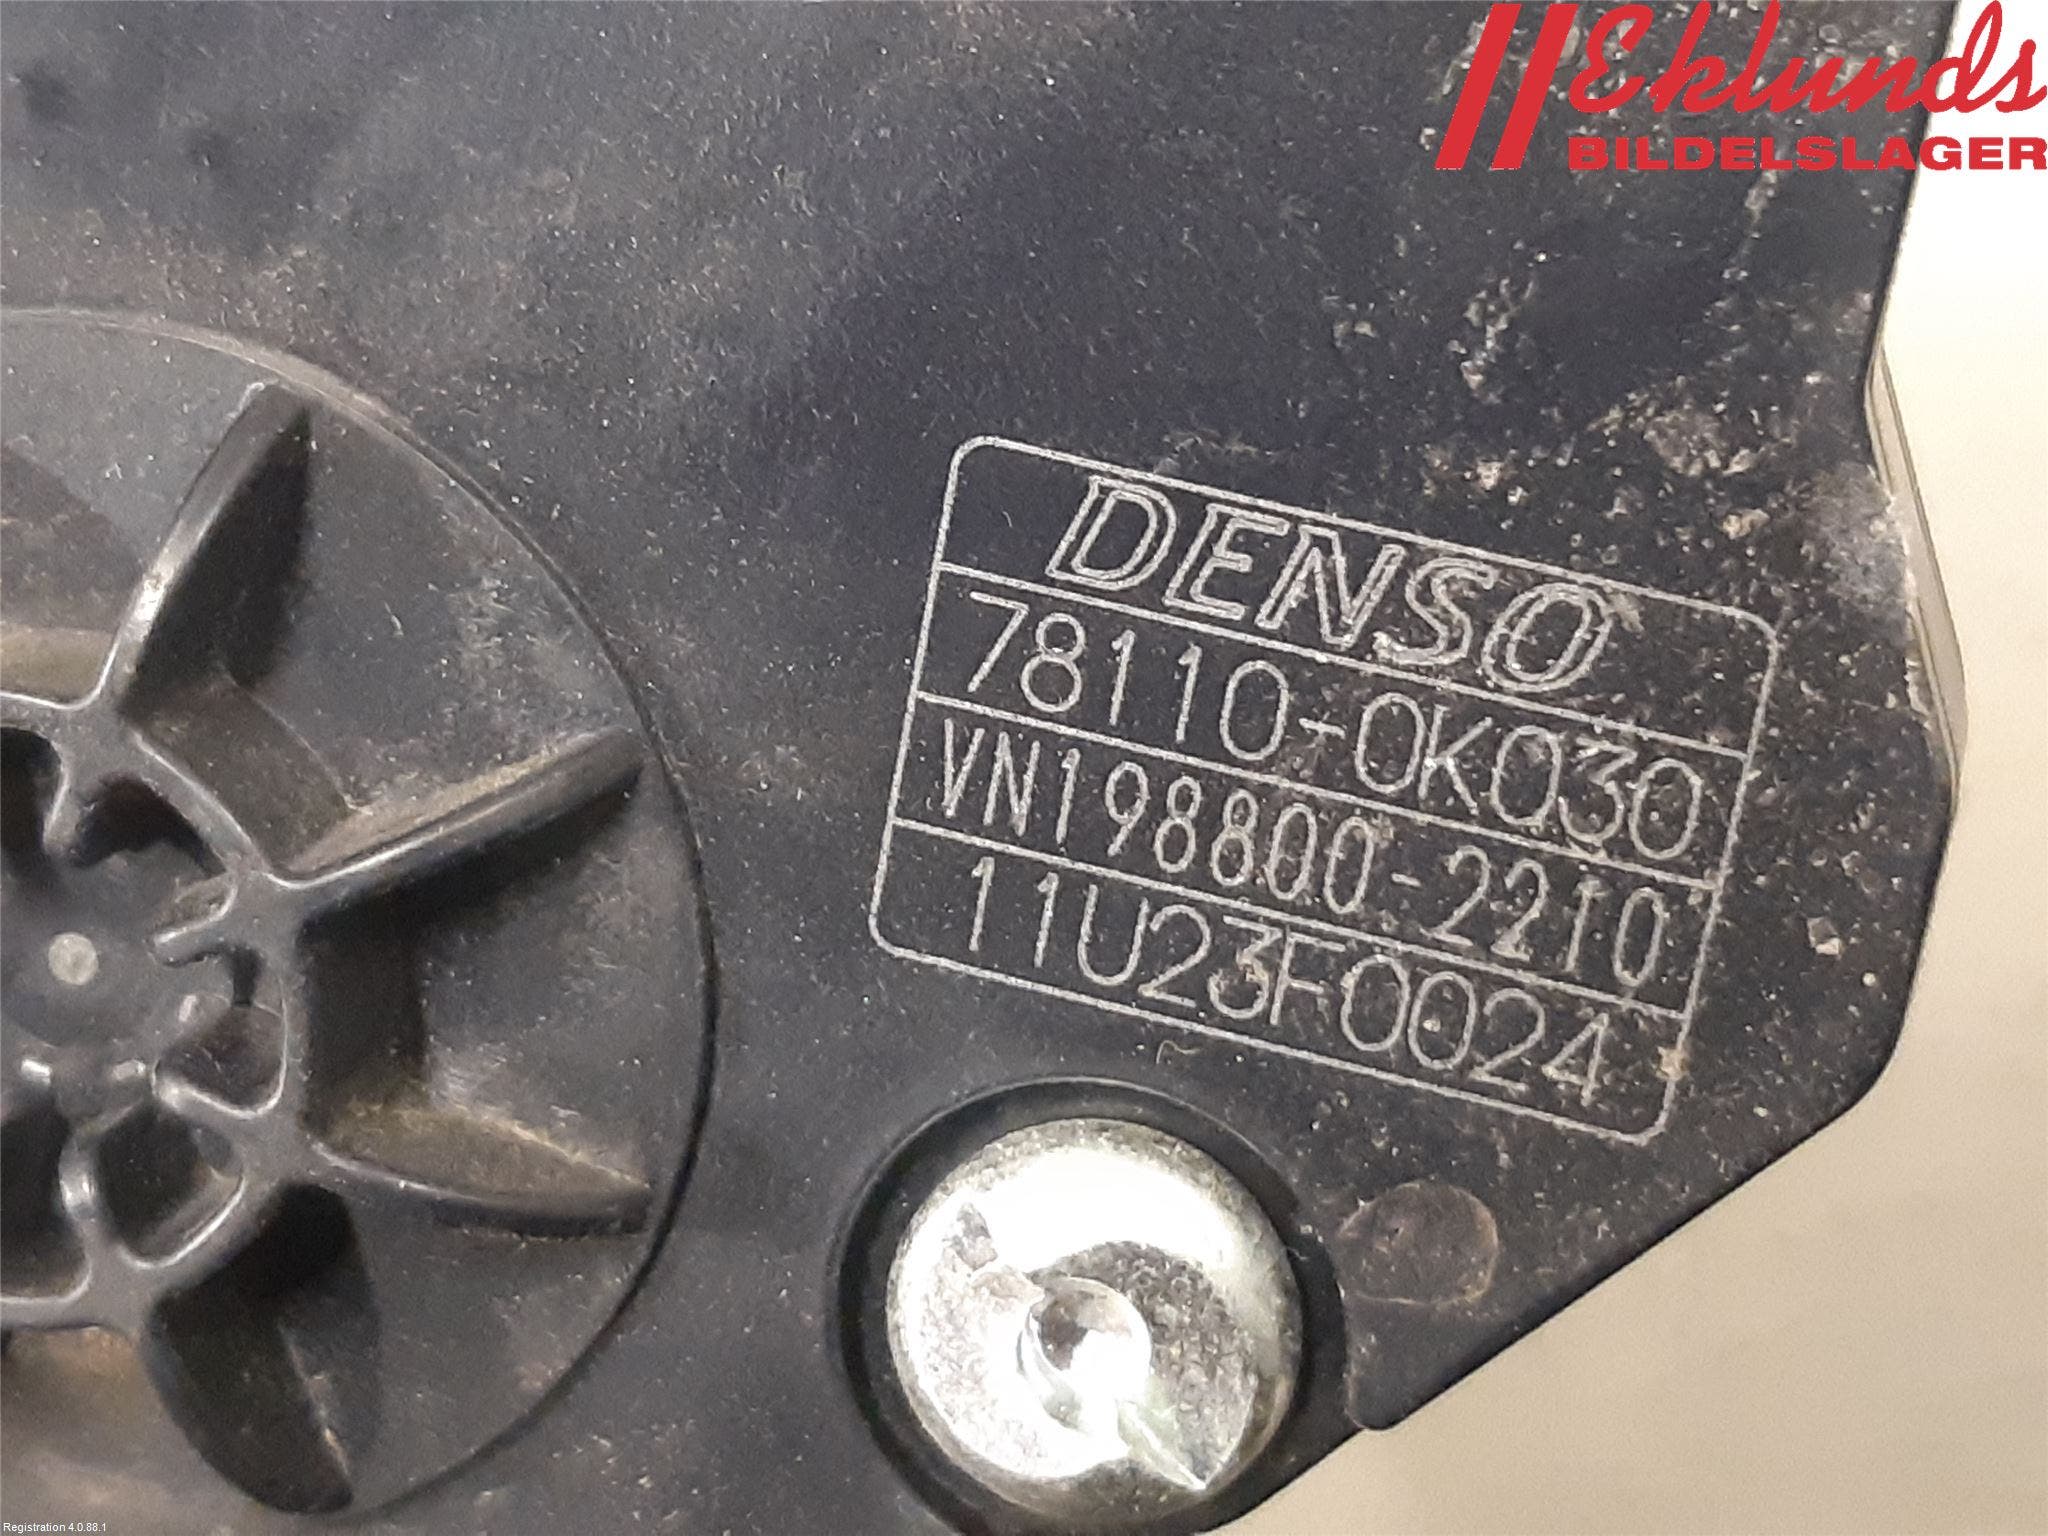 Eklunds
BILDELSLAGER
DENSO
78110-0K030
VN198800-2210
11U23F0024
Registration 4.0.88.1